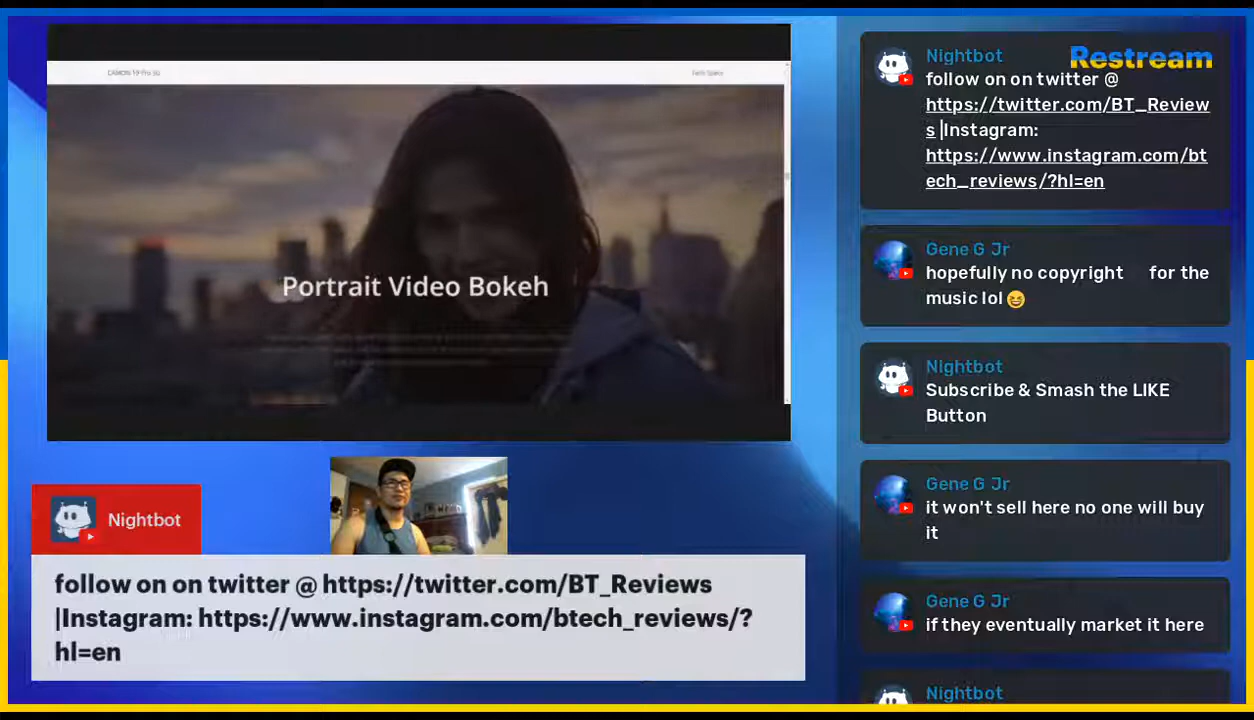 CAMON 19 Pro 5G
Tech Specs
Portrait Video Bokeh
Nightbot
follow on on twitter @ https://twitter.com/BT_Reviews
|Instagram: https://www.instagram.com/btech_reviews/?
hl=en
Restream
Nightbot
follow on on twitter @
https://twitter.com/BT_Review
s |Instagram:
https://www.instagram.com/bt
ech_reviews/?hl=en
Gene G Jr
hopefully no copyright for the
music lol😆
Nightbot
Subscribe & Smash the LIKE
Button
Gene G Jr
it won't sell here no one will buy
it
Gene G Jr
if they eventually market it here
Nightbot